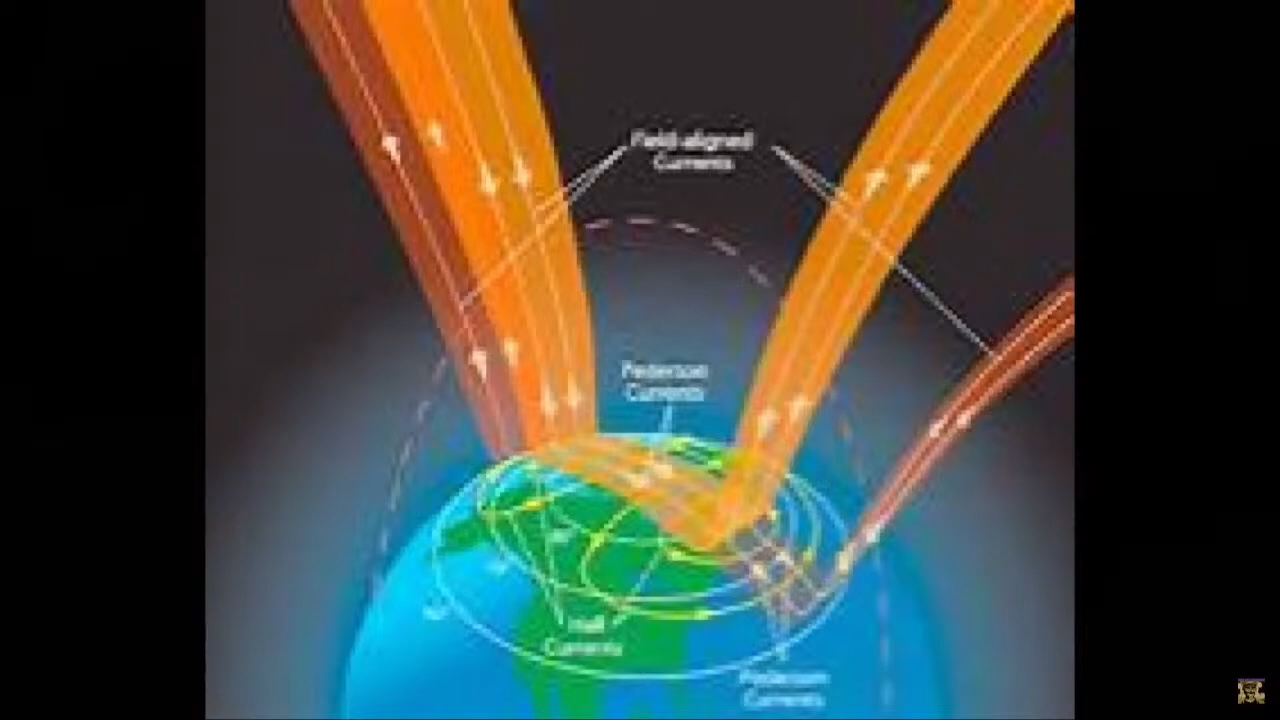 Field-aligned
Currents
Pedersen
Currents
Hall
Currents
Pedersen
Currents